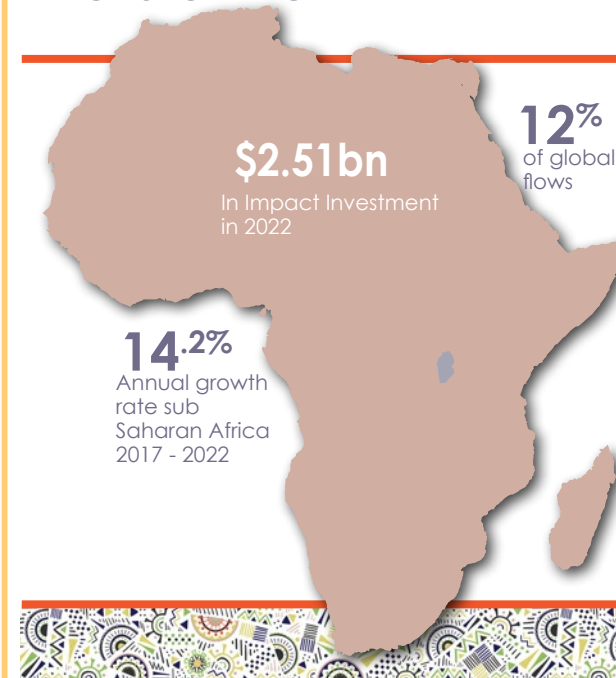 $2.51bn
In Impact Investment
in 2022
12%
of global
flows
14.2%
Annual growth
rate sub
Saharan Africa
2017 - 2022